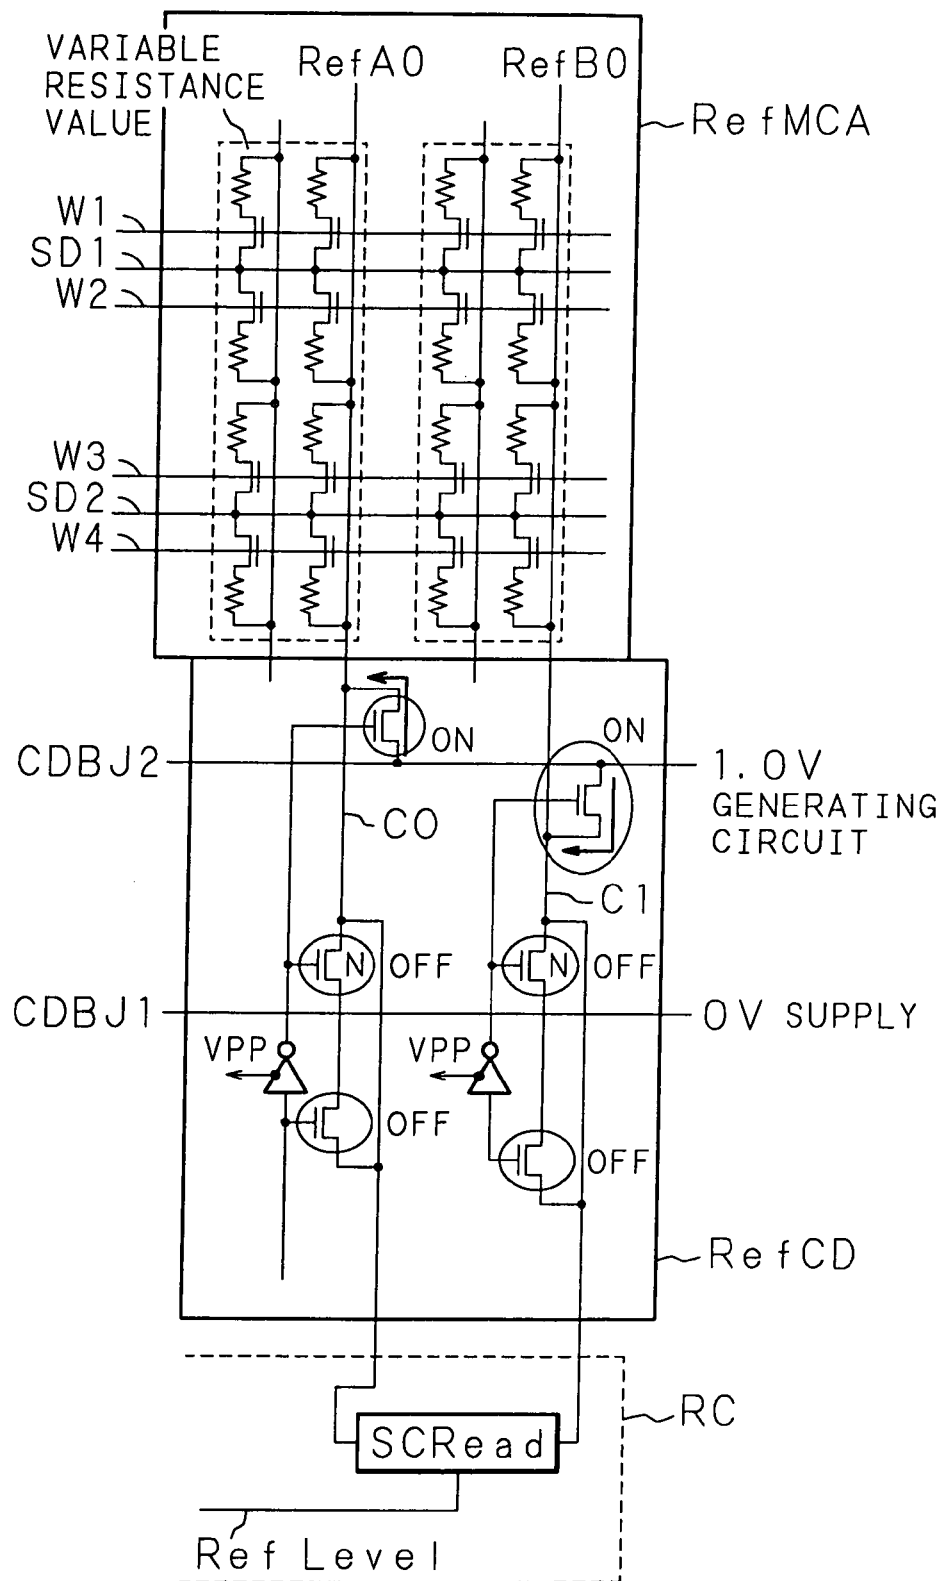 VARIABLE
RESISTANCE
VALUE
RefA0
RefB0
RefMCA
W1
SD1
W2
W3
SD2
W4
ON
ON
CDBJ2
1.0V
GENERATING
CIRCUIT
C0
C1
N
OFF
N
OFF
CDBJ1
0V SUPPLY
VPP
VPP
OFF
OFF
RefCD
RC
SCRead
Ref Level